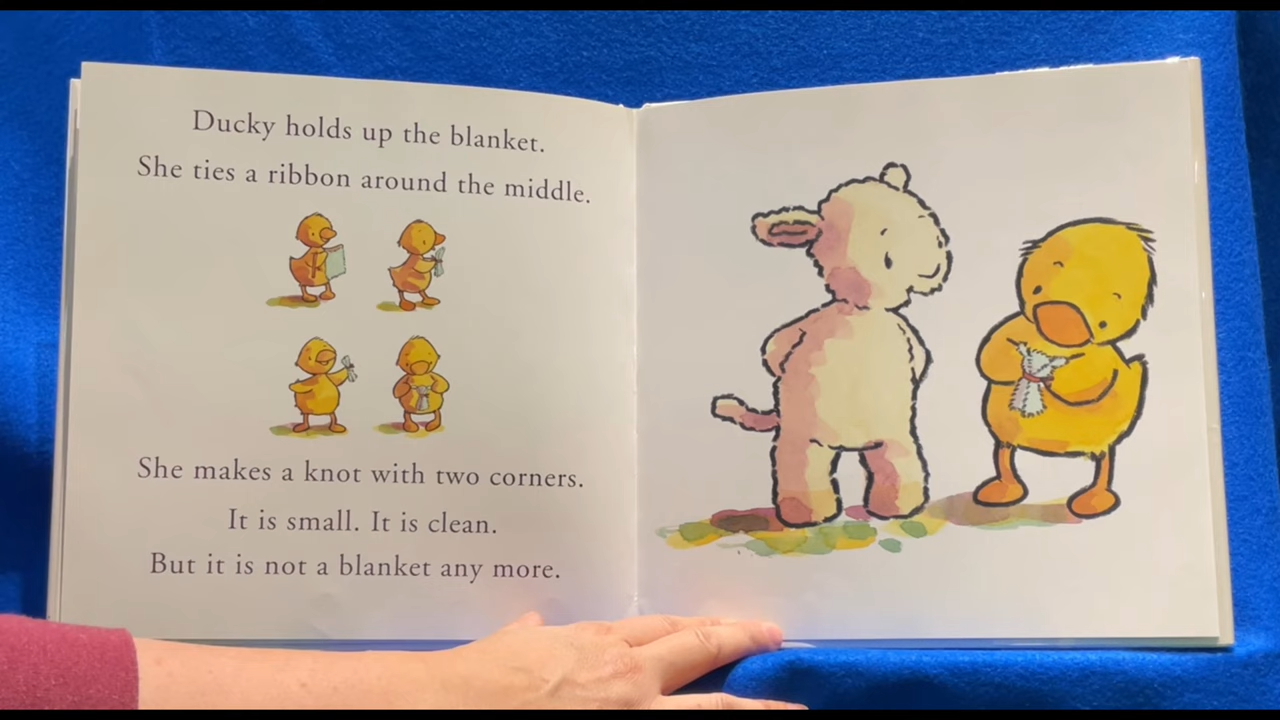 Ducky holds up the blanket.
She ties a ribbon around the middle.
She makes a knot with two corners.
It is small. It is clean.
But it is not a blanket any more.